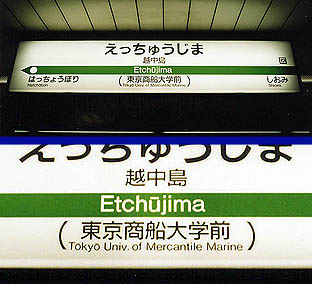 えっちゅうじま
越中島
Etchūjima
はっちょうぼり
Hatchōbori
(東京商船大学前)
Tokyo Univ. of Mercantile Marine
しおみ
Shiomi
えっちゅうじま
越中島
Etchūjima
(東京商船大学前)
Tokyō Univ. of Mercantile Marine